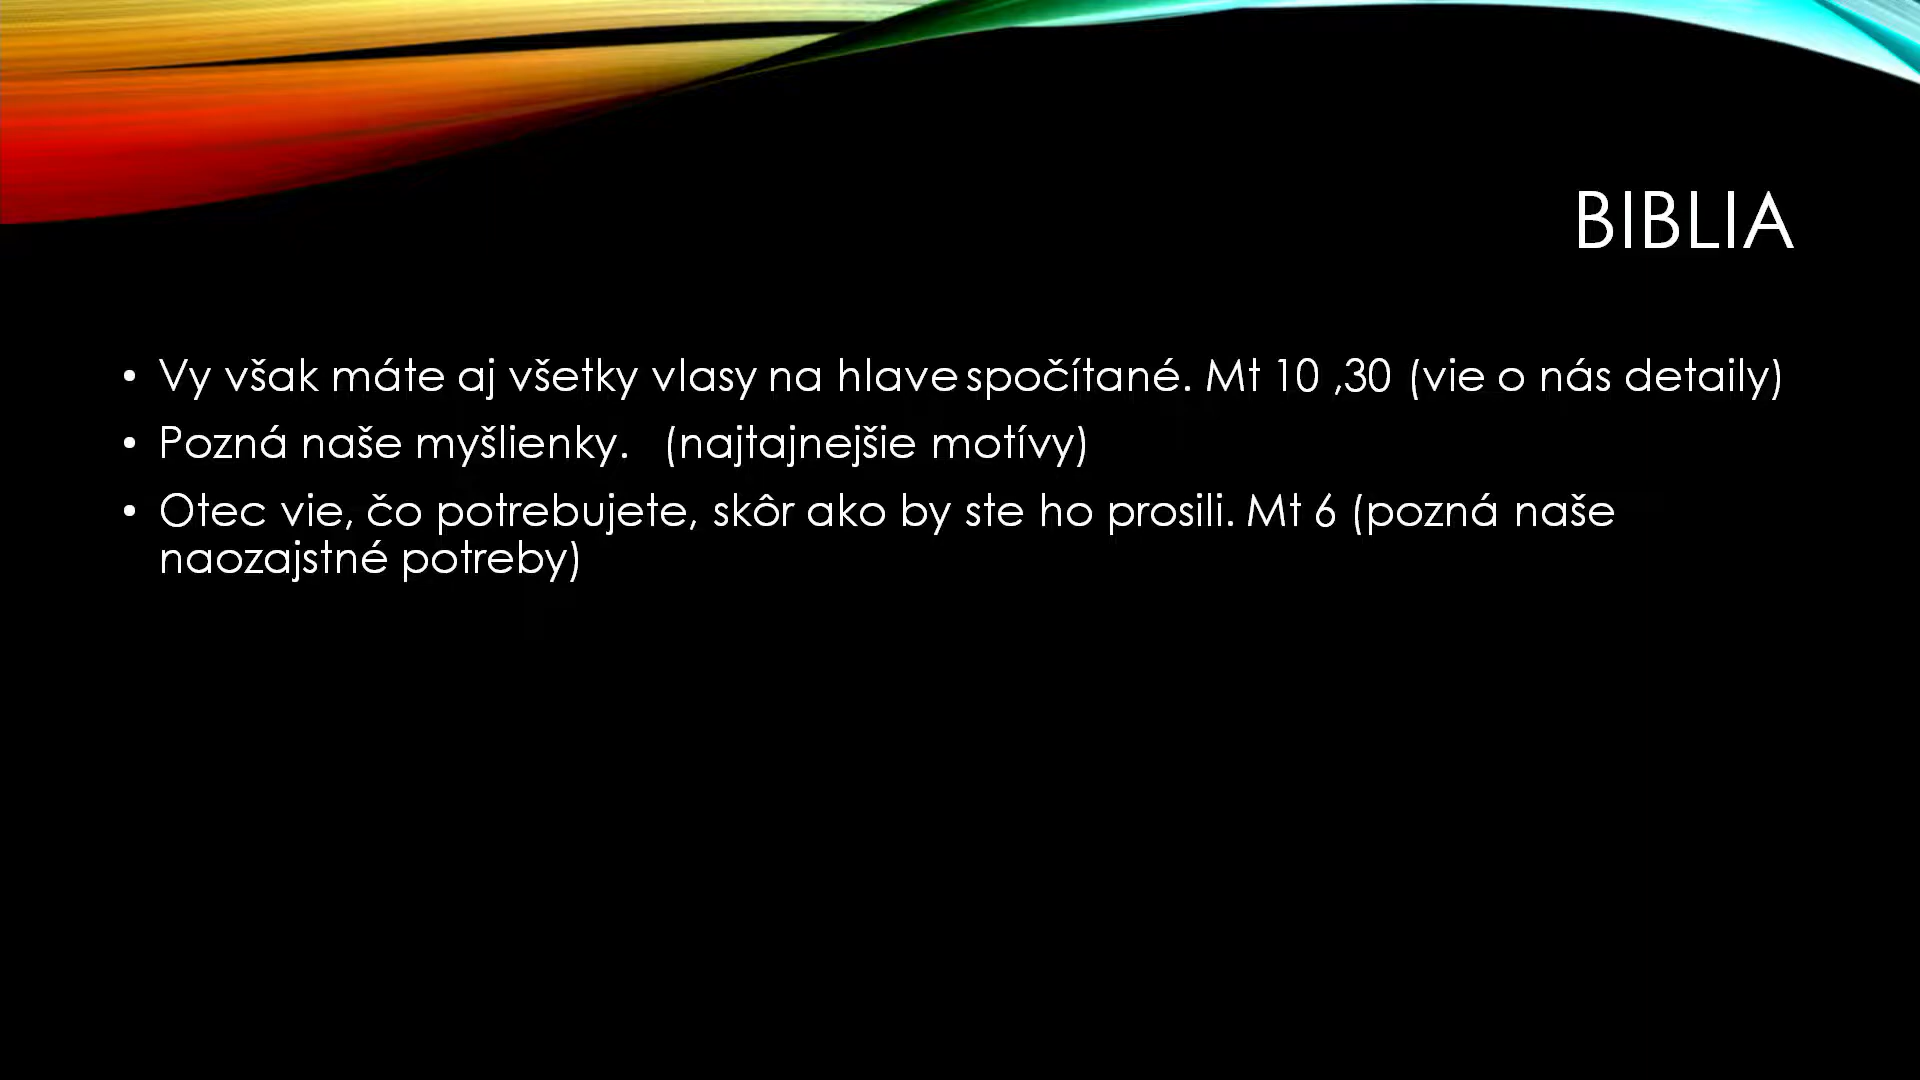 BIBLIA
• Vy však máte aj všetky vlasy na hlave spočítané. Mt 10 ,30 (vie o nás detaily)
• Pozná naše myšlienky.   (najtajnejšie motívy)
• Otec vie, čo potrebujete, skôr ako by ste ho prosili. Mt 6 (pozná naše
naozajstné potreby)